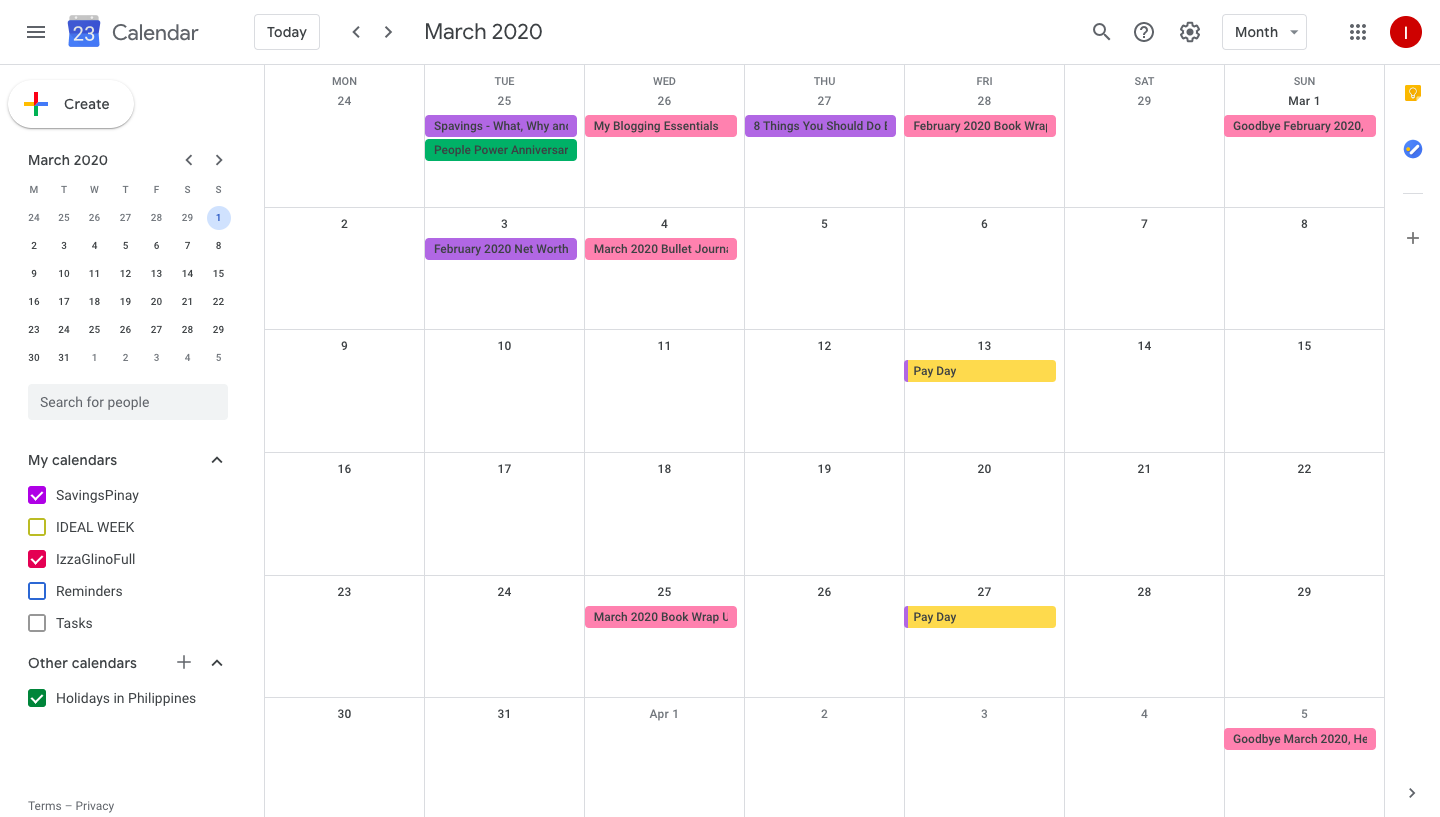 23 Calendar Today March 2020 Month I
Create
March 2020
M T W T F S S
24 25 26 27 28 29 1
2 3 4 5 6 7 8
9 10 11 12 13 14 15
16 17 18 19 20 21 22
23 24 25 26 27 28 29
30 31 1 2 3 4 5
Search for people
My calendars
SavingsPinay
IDEAL WEEK
IzzaGlinoFull
Reminders
Tasks
Other calendars
Holidays in Philippines
Terms – Privacy
MON TUE WED THU FRI SAT SUN
24 25 26 27 28 29 Mar 1
Spavings - What, Why and My Blogging Essentials 8 Things You Should Do February 2020 Book Wrap Goodbye February 2020,
People Power Anniversar
2 3 4 5 6 7 8
February 2020 Net Worth March 2020 Bullet Journa
9 10 11 12 13 14 15
Pay Day
16 17 18 19 20 21 22
23 24 25 26 27 28 29
March 2020 Book Wrap U Pay Day
30 31 Apr 1 2 3 4 5
Goodbye March 2020, He